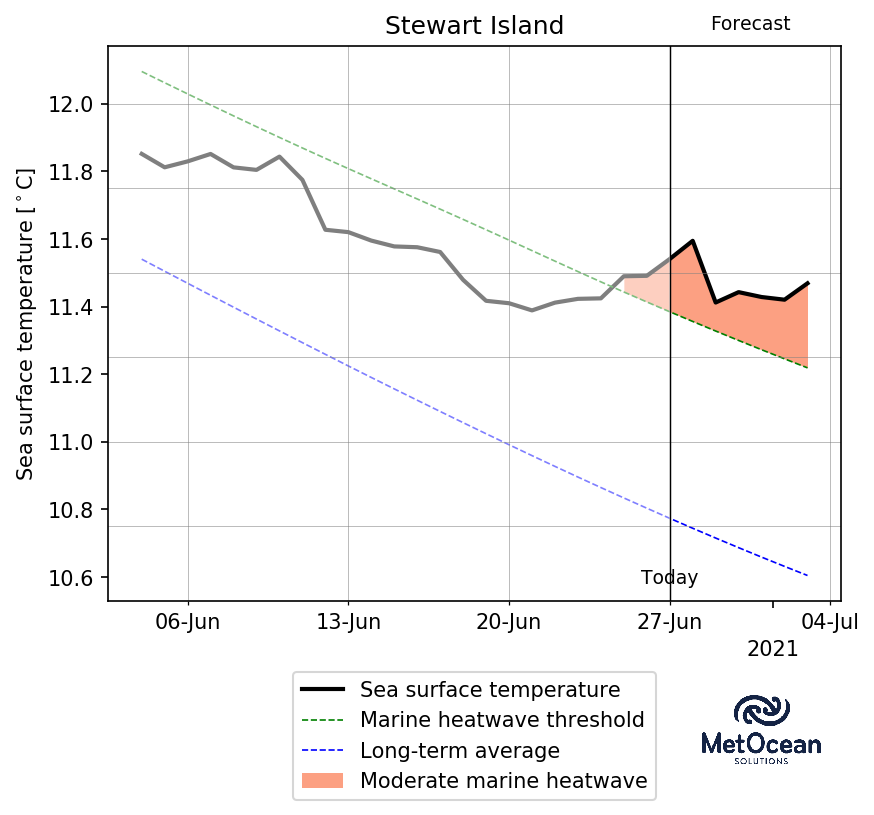 Stewart Island
Forecast
Sea surface temperature [°C]
12.0
11.8
11.6
11.4
11.2
11.0
10.8
10.6
Today
06-Jun
13-Jun
20-Jun
27-Jun
04-Jul
2021
Sea surface temperature
Marine heatwave threshold
Long-term average
Moderate marine heatwave
MetOcean
SOLUTIONS